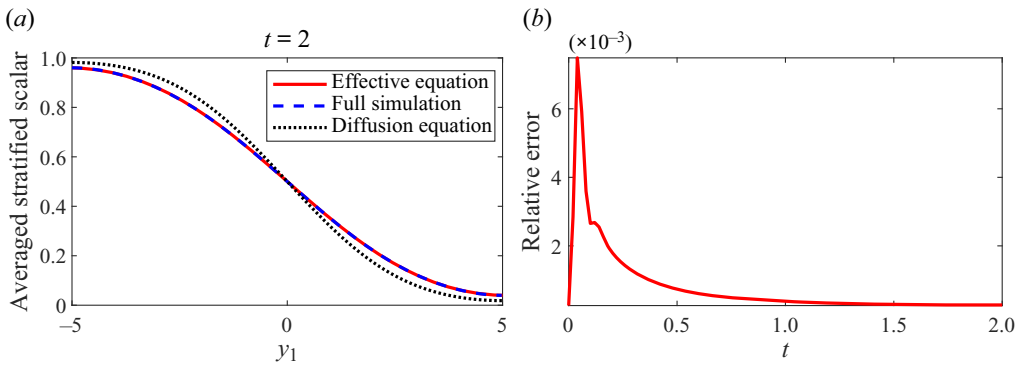 (a)
t = 2
Averaged stratified scalar
1.0
0.8
0.6
0.4
0.2
0
−5
0
5
y₁
Effective equation
Full simulation
Diffusion equation
(b)
(×10⁻³)
Relative error
6
4
2
0
0.5
1.0
1.5
2.0
t